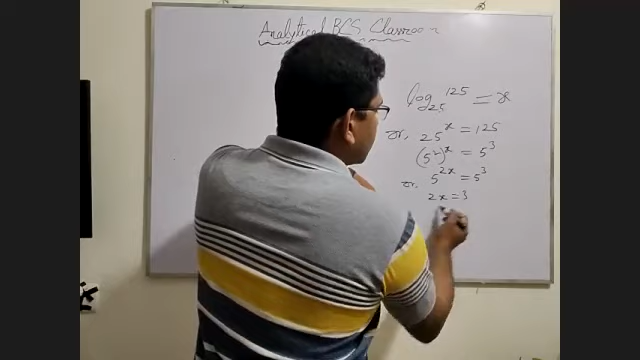 Analytical BCS Classroom
log₂₅ 125 = x
বা, 25ˣ = 125
(5²)ˣ = 5³
বা, 5²ˣ = 5³
2x = 3